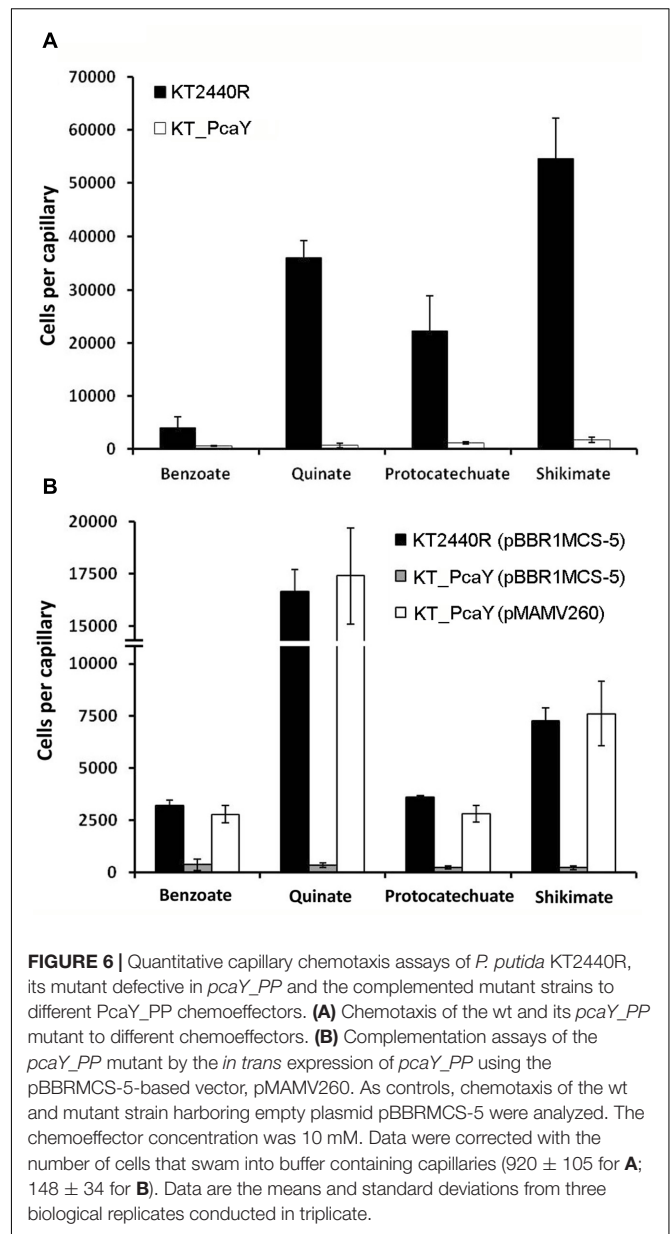 A
70000
60000
50000
40000
30000
20000
10000
0
Cells per capillary
KT2440R
KT_PcaY
Benzoate Quinate Protocatechuate Shikimate
B
20000
17500
15000
10000
7500
5000
2500
0
Cells per capillary
KT2440R (pBBR1MCS-5)
KT_PcaY (pBBR1MCS-5)
KT_PcaY (pMAMV260)
Benzoate Quinate Protocatechuate Shikimate
FIGURE 6 | Quantitative capillary chemotaxis assays of P. putida KT2440R,
its mutant defective in pcaY_PP and the complemented mutant strains to
different PcaY_PP chemoeffectors. (A) Chemotaxis of the wt and its pcaY_PP
mutant to different chemoeffectors. (B) Complementation assays of the
pcaY_PP mutant by the in trans expression of pcaY_PP using the
pBBRMCS-5-based vector, pMAMV260. As controls, chemotaxis of the wt
and mutant strain harboring empty plasmid pBBRMCS-5 were analyzed. The
chemoeffector concentration was 10 mM. Data were corrected with the
number of cells that swam into buffer containing capillaries (920 ± 105 for A;
148 ± 34 for B). Data are the means and standard deviations from three
biological replicates conducted in triplicate.